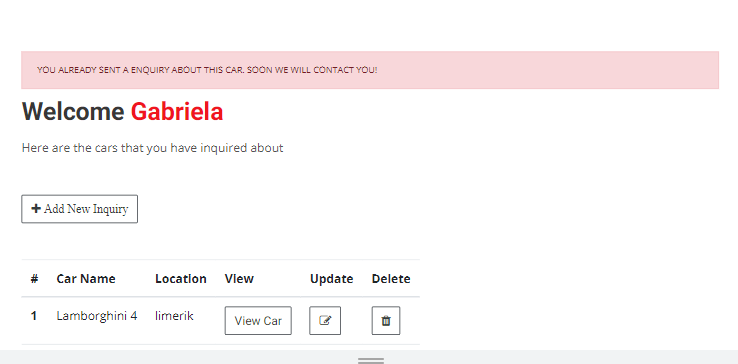 YOU ALREADY SENT A ENQUIRY ABOUT THIS CAR. SOON WE WILL CONTACT YOU!
Welcome Gabriela
Here are the cars that you have inquired about
Add New Inquiry
# Car Name Location View Update Delete
1 Lamborghini 4 limerik View Car